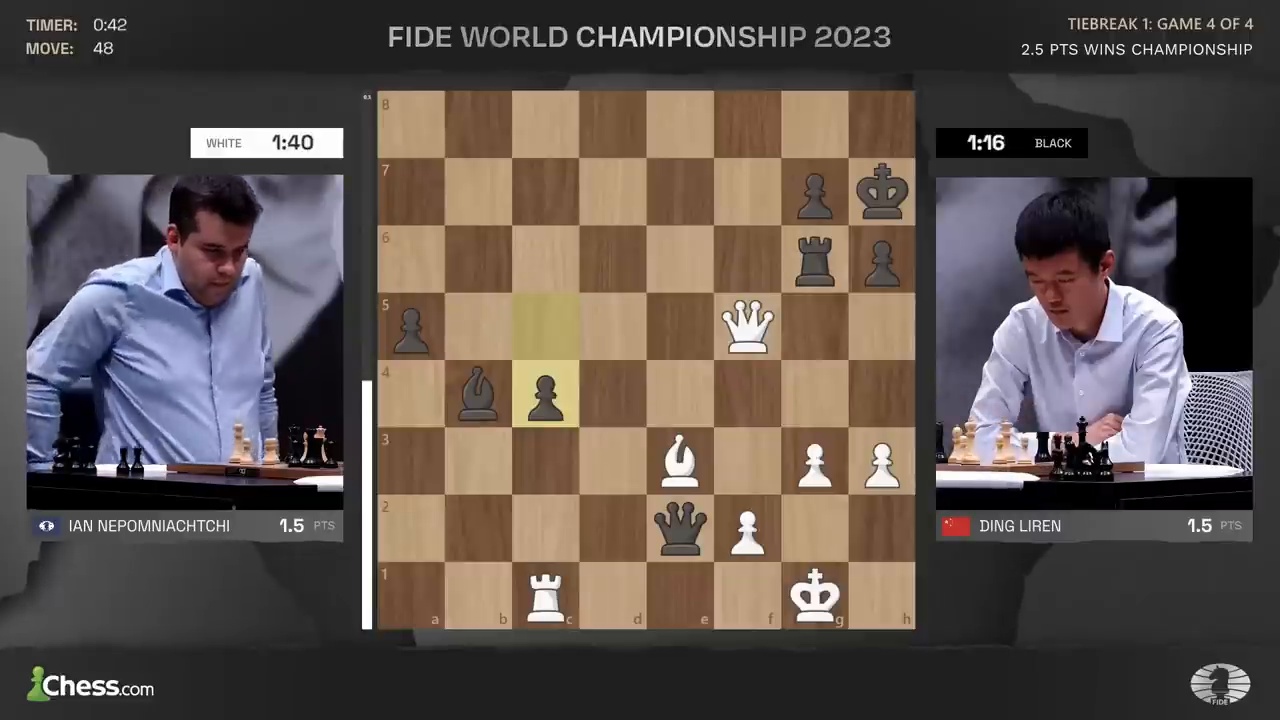 TIMER: 0:42
MOVE: 48
FIDE WORLD CHAMPIONSHIP 2023
TIEBREAK 1: GAME 4 OF 4
2.5 PTS WINS CHAMPIONSHIP
WHITE 1:40
1:16 BLACK
8
7
6
5
4
3
2
1
a b c d e f g h
IAN NEPOMNIACHTCHI 1.5 PTS
DING LIREN 1.5 PTS
Chess.com
FIDE